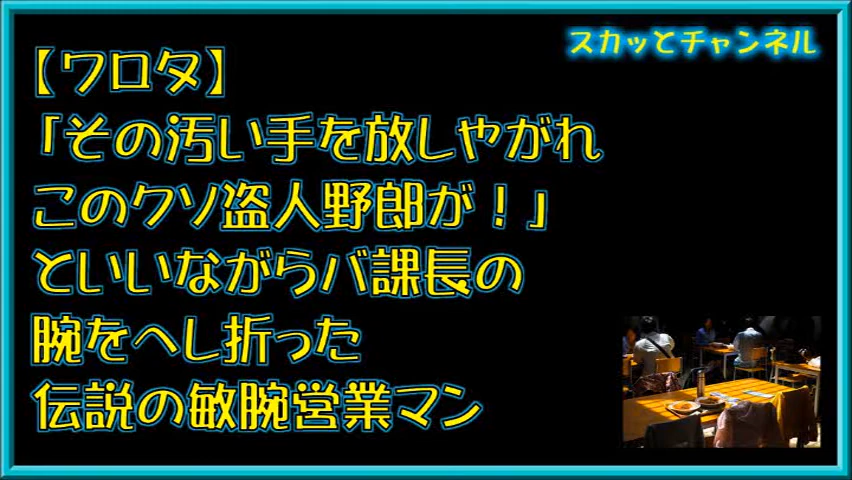 スカッとチャンネル
【ワロタ】
「その汚い手を放しやがれ
このクソ盗人野郎が！」
といいながらバ課長の
腕をへし折った
伝説の敏腕営業マン